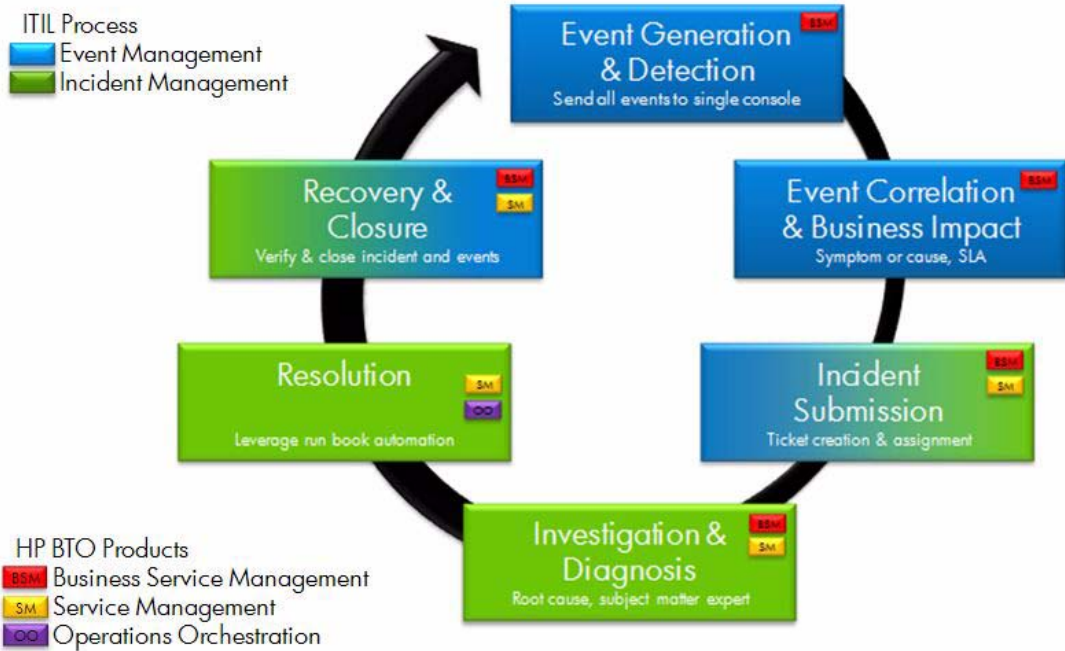 ITIL Process
Event Management
Incident Management
Event Generation
& Detection
Send all events to single console
BSM
Event Correlation
& Business Impact
Symptom or cause, SLA
BSM
Incident
Submission
Ticket creation & assignment
BSM
SM
Investigation &
Diagnosis
Root cause, subject matter expert
BSM
SM
Resolution
Leverage run book automation
SM
OO
Recovery &
Closure
Verify & close incident and events
BSM
SM
HP BTO Products
BSM Business Service Management
SM Service Management
OO Operations Orchestration